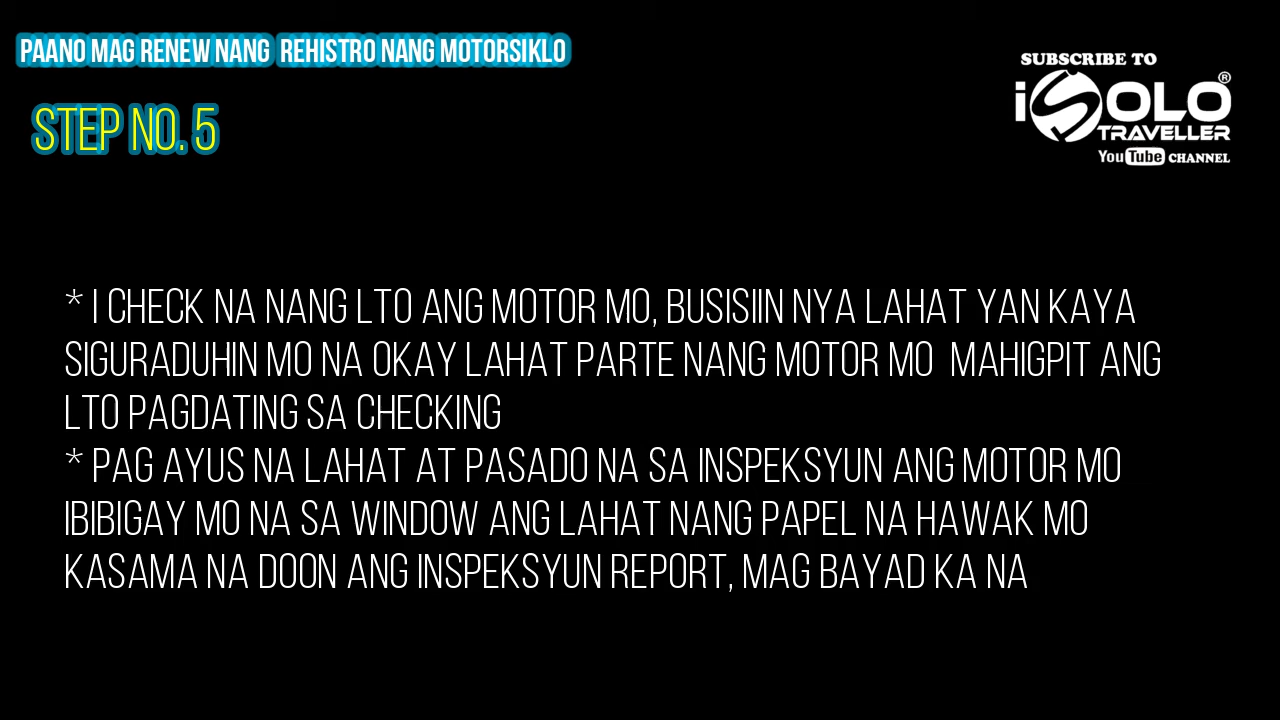 PAANO MAG RENEW NANG REHISTRO NANG MOTORSIKLO
SUBSCRIBE TO
iSOLO®
TRAVELLER
YouTube CHANNEL
STEP NO. 5
* I CHECK NA NANG LTO ANG MOTOR MO, BUSISIIN NYA LAHAT YAN KAYA
SIGURADUHIN MO NA OKAY LAHAT PARTE NANG MOTOR MO MAHIGPIT ANG
LTO PAGDATING SA CHECKING
* PAG AYUS NA LAHAT AT PASADO NA SA INSPEKSYUN ANG MOTOR MO
IBIBIGAY MO NA SA WINDOW ANG LAHAT NANG PAPEL NA HAWAK MO
KASAMA NA DOON ANG INSPEKSYUN REPORT, MAG BAYAD KA NA